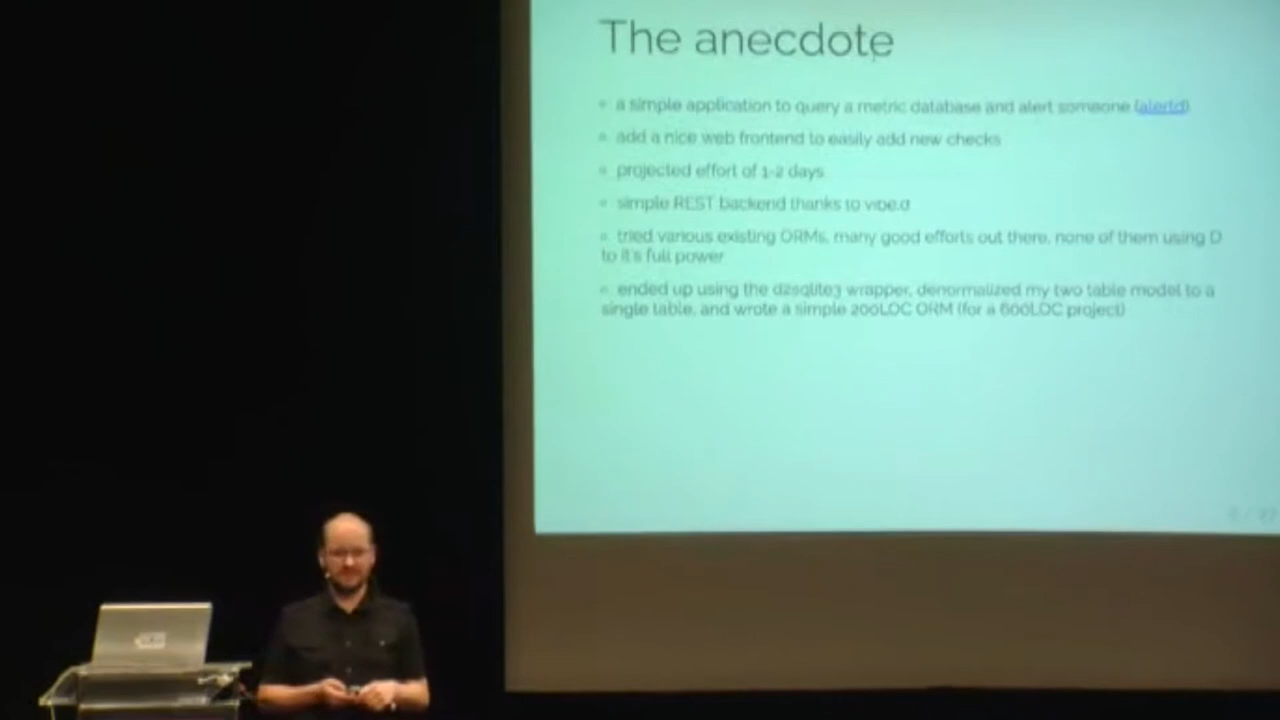 The anecdote
a simple application to query a metric database and alert someone (alertd)
add a nice web frontend to easily add new checks
projected effort of 1-2 days
simple REST backend thanks to vibe.d
tried various existing ORMs, many good efforts out there, none of them using D
to it's full power
ended up using the d2sqlite3 wrapper, denormalized my two table model to a
single table, and wrote a simple 200LOC ORM (for a 600LOC project)